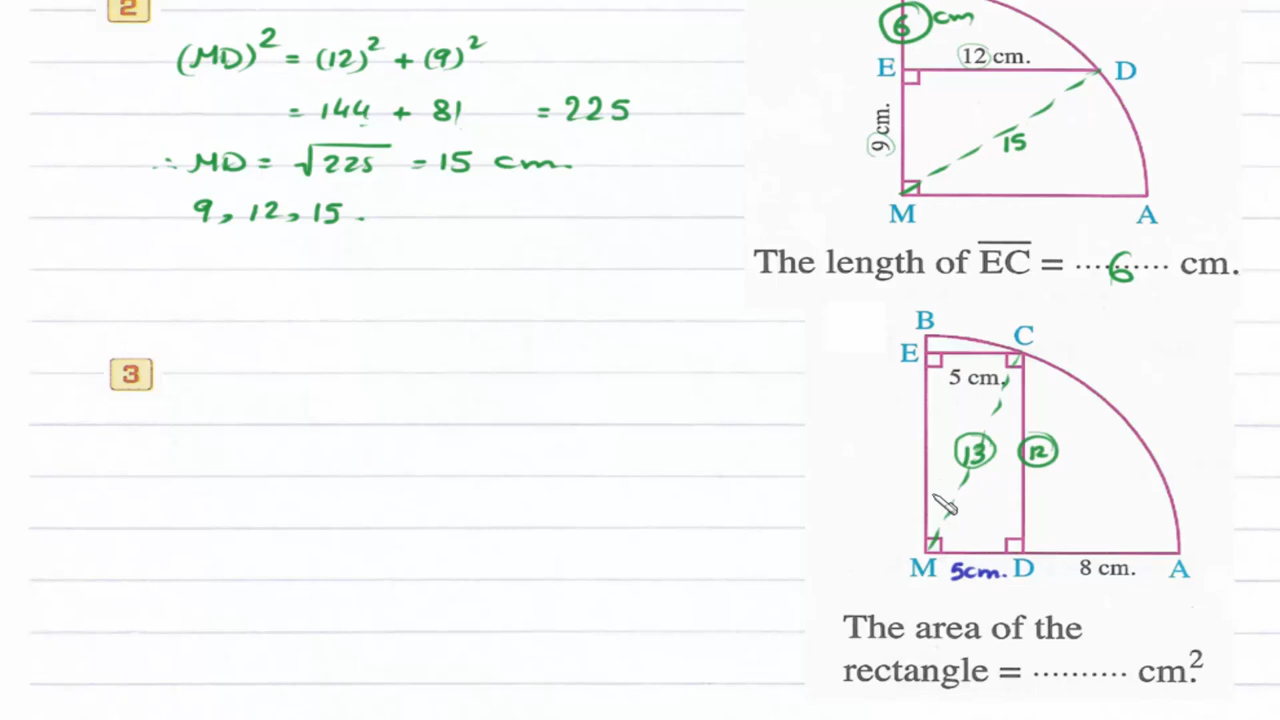 2
(MD)² = (12)² + (9)²
= 144 + 81 = 225
∴ MD = √225 = 15 cm.
9, 12, 15.
6 cm
E 12 cm. D
9 cm.
15
M A
The length of EC = ....6.... cm.
3
B
E C
5 cm.
13 12
M 5cm. D 8 cm. A
The area of the
rectangle = .......... cm².